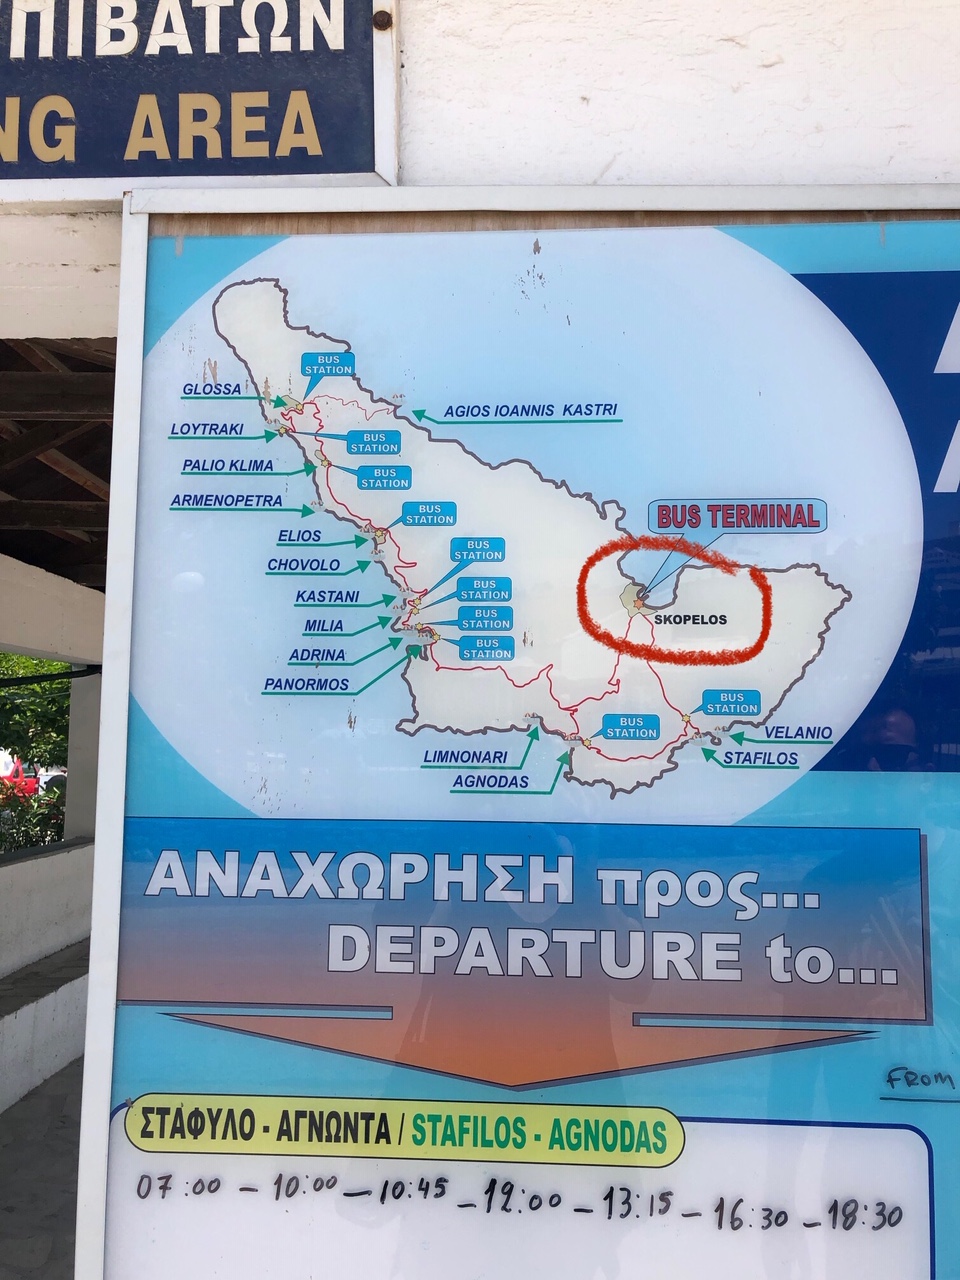 AREA
BUS STATION
GLOSSA
AGIOS IOANNIS KASTRI
LOYTRAKI
BUS STATION
PALIO KLIMA
BUS STATION
ARMENOPETRA
BUS STATION
BUS TERMINAL
ELIOS
BUS STATION
CHOVOLO
BUS STATION
KASTANI
BUS STATION
SKOPELOS
MILIA
BUS STATION
ADRINA
PANORMOS
BUS STATION
BUS STATION
VELANIO
LIMNONARI
STAFILOS
AGNODAS
ΑΝΑΧΩΡΗΣΗ προς...
DEPARTURE to...
FROM
ΣΤΑΦΥΛΟ - ΑΓΝΩΝΤΑ / STAFILOS - AGNODAS
07:00 - 10:00 - 10:45 - 12:00 - 13:15 - 16:30 - 18:30